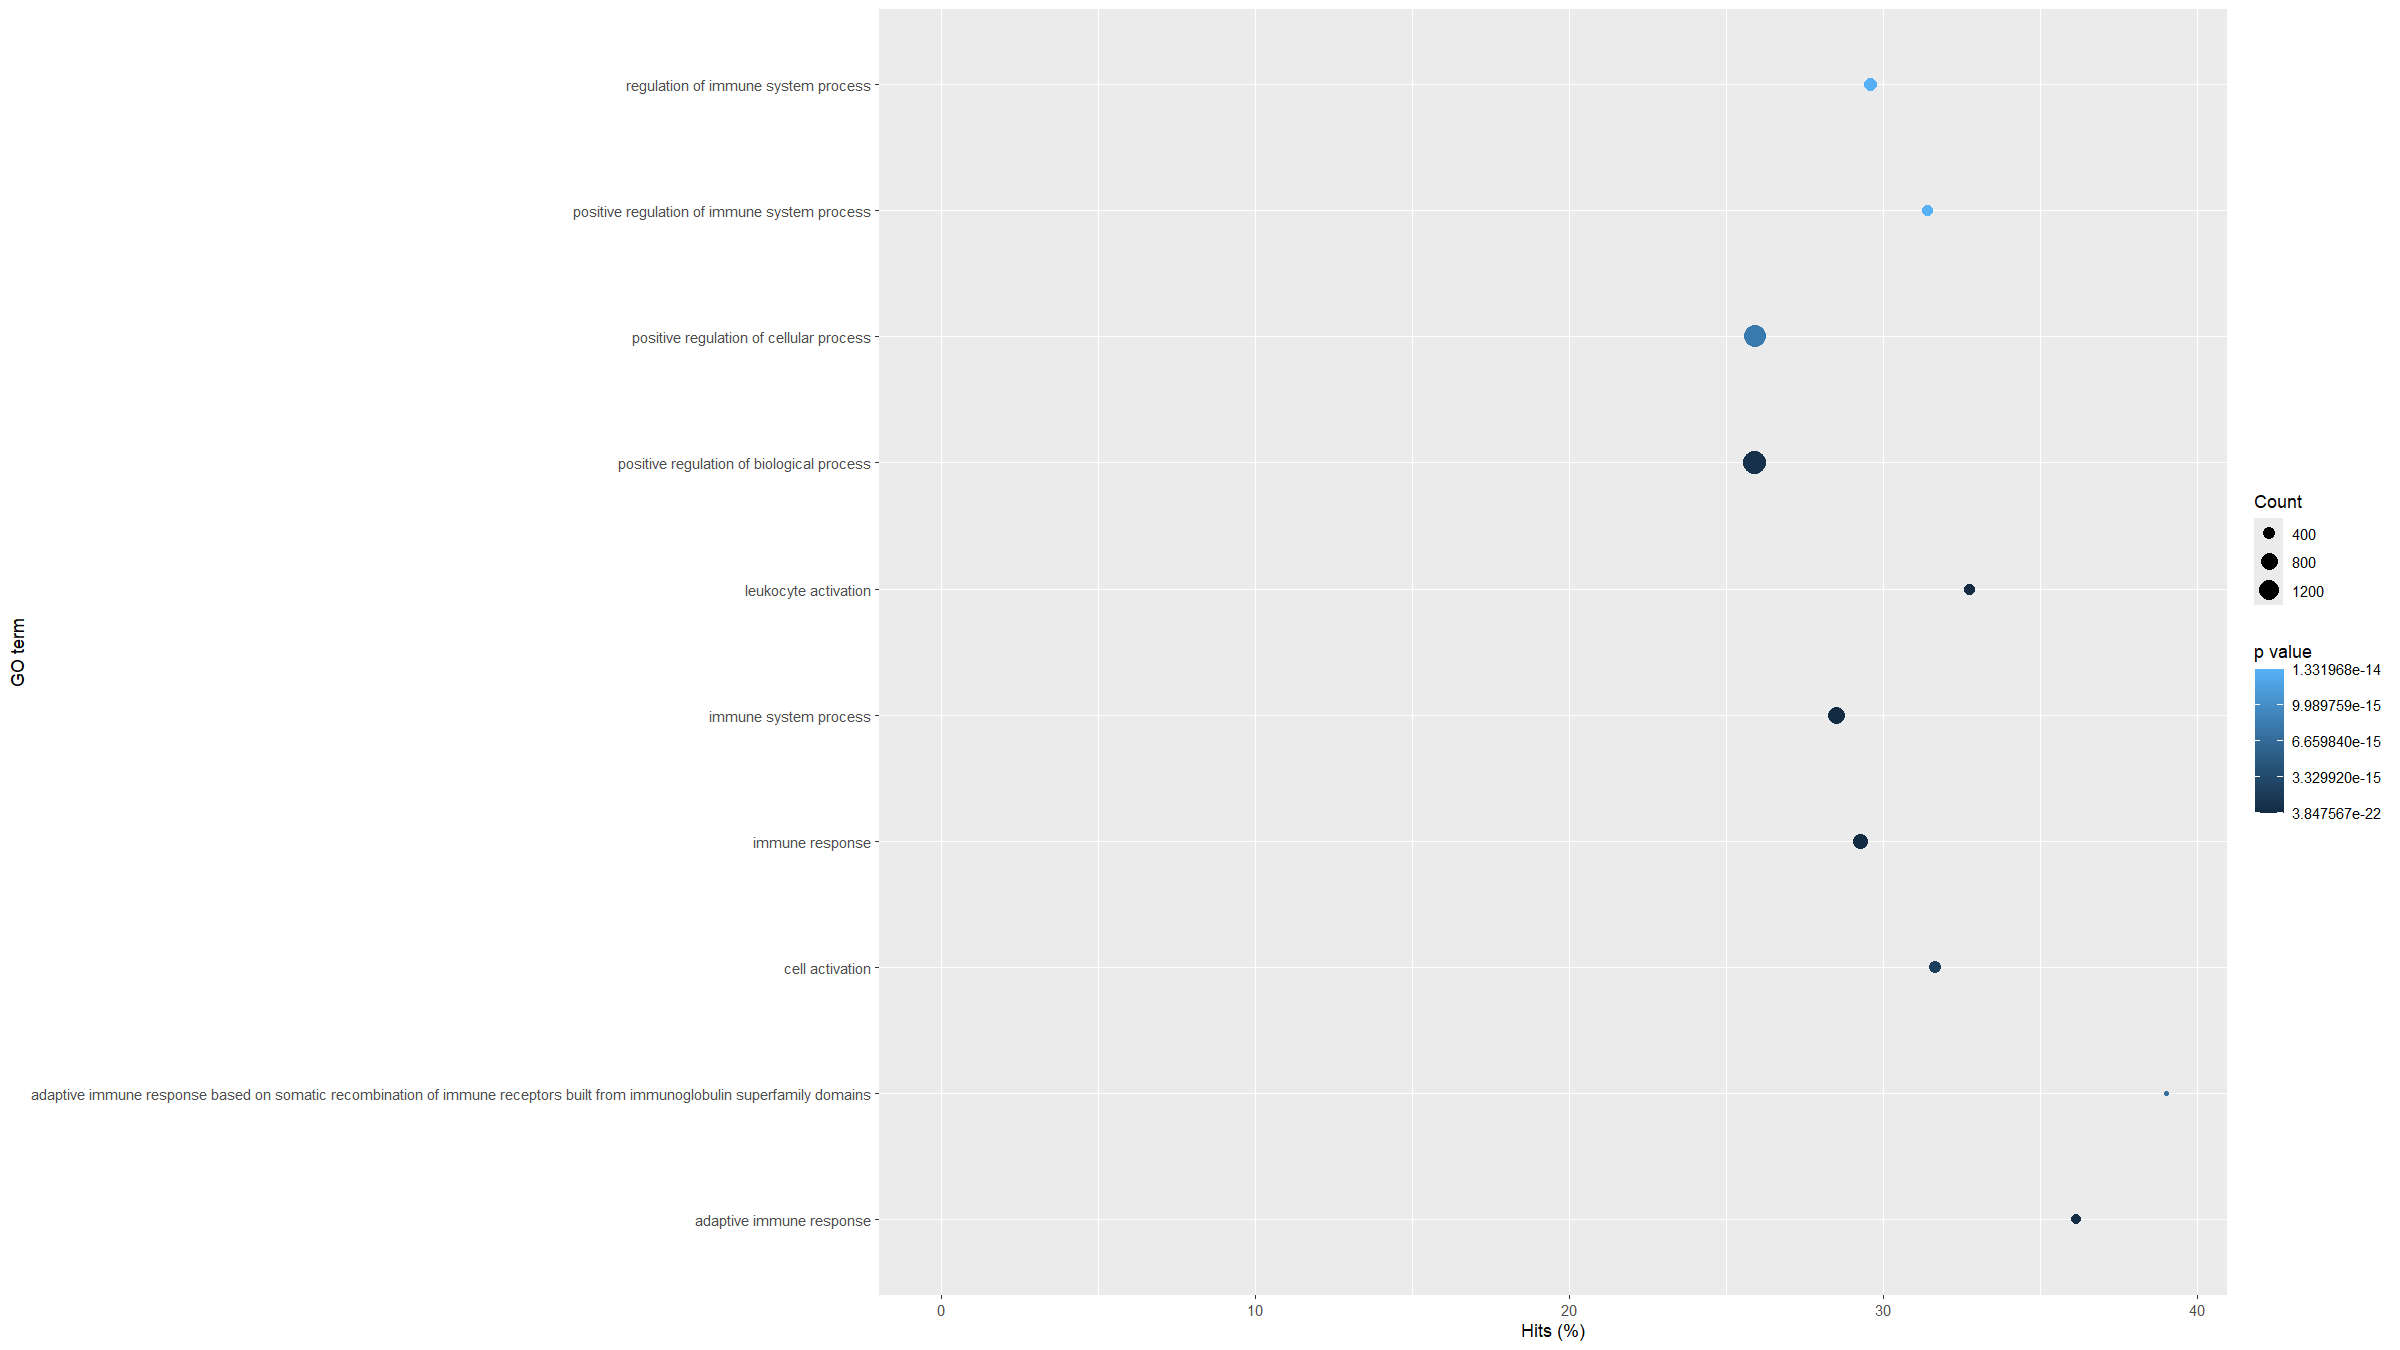 regulation of immune system process
positive regulation of immune system process
positive regulation of cellular process
positive regulation of biological process
leukocyte activation
immune system process
immune response
cell activation
adaptive immune response based on somatic recombination of immune receptors built from immunoglobulin superfamily domains
adaptive immune response
GO term
0 10 20 30 40
Hits (%)
Count
400
800
1200
p value
1.331968e-14
9.989759e-15
6.659840e-15
3.329920e-15
3.847567e-22